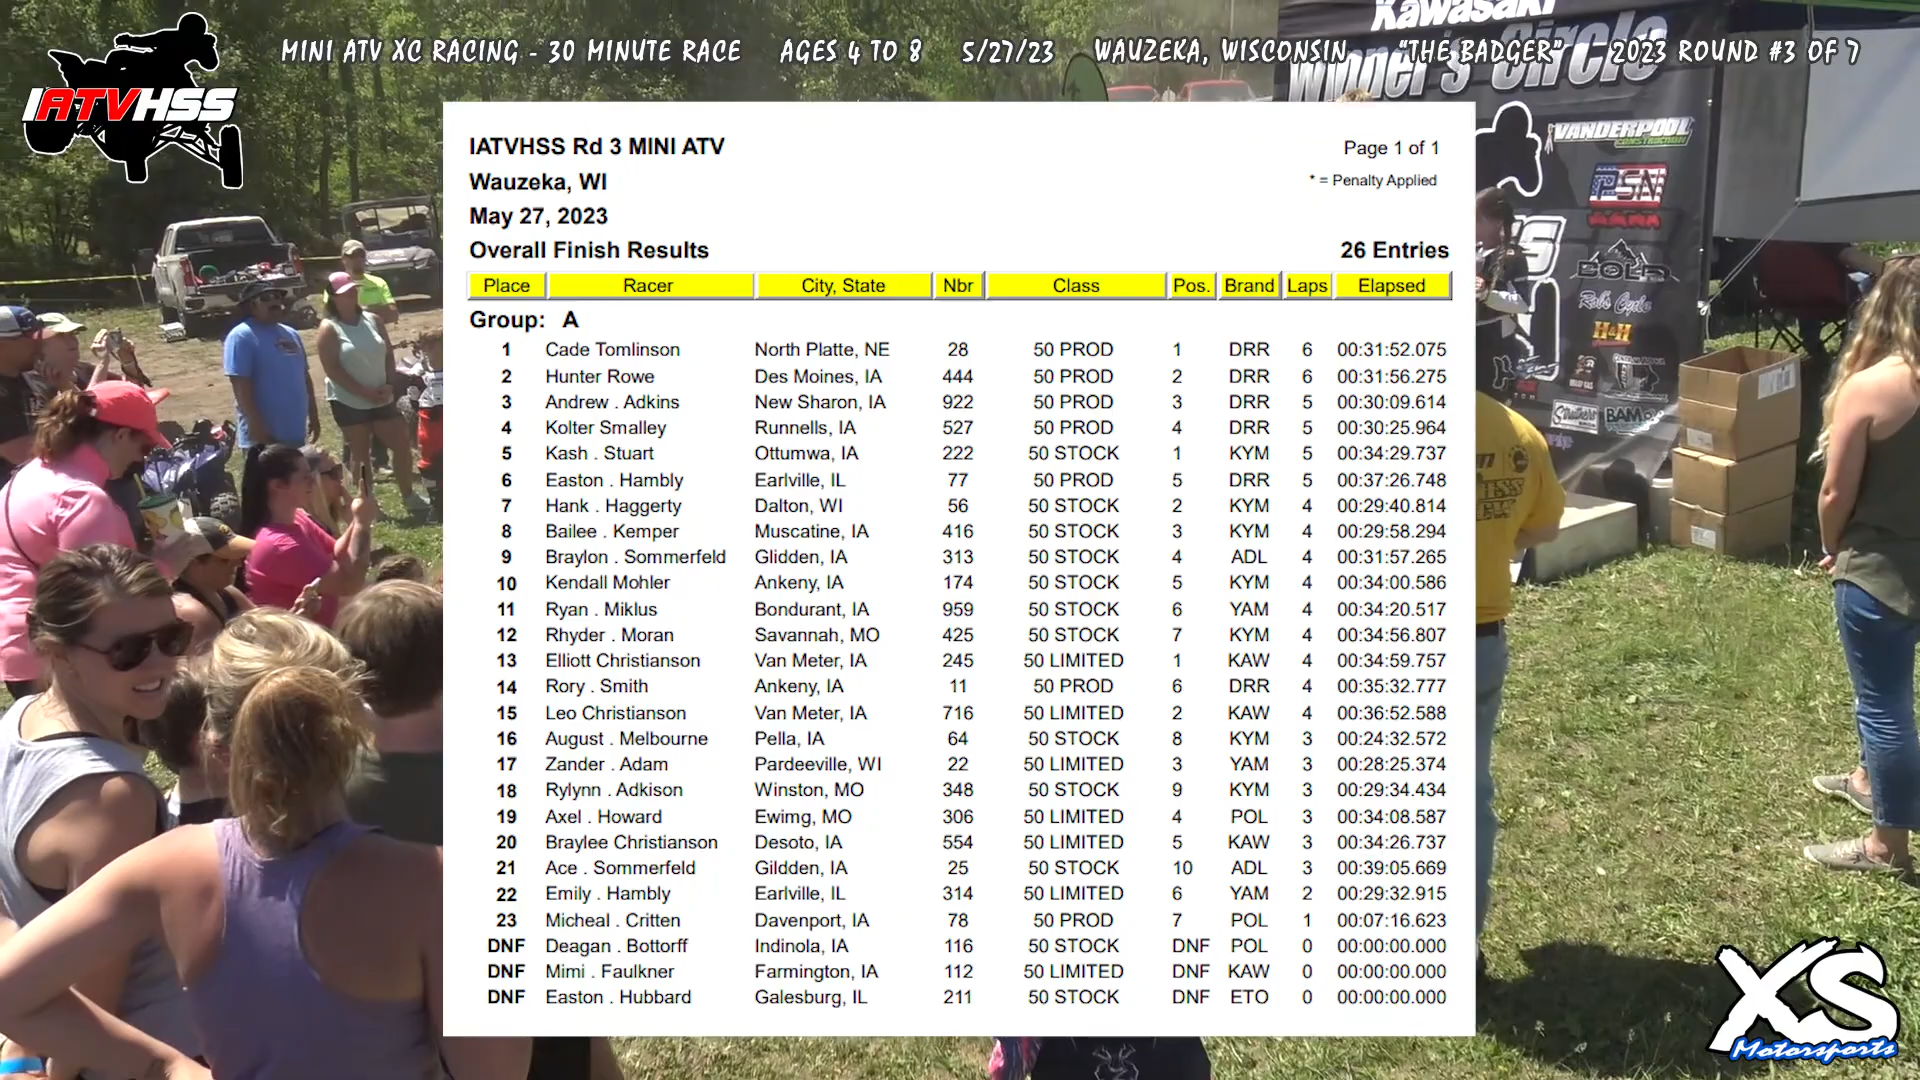 MINI ATV XC RACING - 30 MINUTE RACE AGES 4 TO 8 5/27/23 WAUZEKA, WISCONSIN "THE BADGER" 2023 ROUND #3 OF 7
IATVHSS
Kawasaki
Winner's Circle
VANDERPOOL
CONSTRUCTION
PSN
BOLD
Rob's Cycle
H&H
BAM
IATVHSS Rd 3 MINI ATV Page 1 of 1
Wauzeka, WI * = Penalty Applied
May 27, 2023
Overall Finish Results 26 Entries
Place Racer City, State Nbr Class Pos. Brand Laps Elapsed
Group: A
1 Cade Tomlinson North Platte, NE 28 50 PROD 1 DRR 6 00:31:52.075
2 Hunter Rowe Des Moines, IA 444 50 PROD 2 DRR 6 00:31:56.275
3 Andrew . Adkins New Sharon, IA 922 50 PROD 3 DRR 5 00:30:09.614
4 Kolter Smalley Runnells, IA 527 50 PROD 4 DRR 5 00:30:25.964
5 Kash . Stuart Ottumwa, IA 222 50 STOCK 1 KYM 5 00:34:29.737
6 Easton . Hambly Earlville, IL 77 50 PROD 5 DRR 5 00:37:26.748
7 Hank . Haggerty Dalton, WI 56 50 STOCK 2 KYM 4 00:29:40.814
8 Bailee . Kemper Muscatine, IA 416 50 STOCK 3 KYM 4 00:29:58.294
9 Braylon . Sommerfeld Glidden, IA 313 50 STOCK 4 ADL 4 00:31:57.265
10 Kendall Mohler Ankeny, IA 174 50 STOCK 5 KYM 4 00:34:00.586
11 Ryan . Miklus Bondurant, IA 959 50 STOCK 6 YAM 4 00:34:20.517
12 Rhyder . Moran Savannah, MO 425 50 STOCK 7 KYM 4 00:34:56.807
13 Elliott Christianson Van Meter, IA 245 50 LIMITED 1 KAW 4 00:34:59.757
14 Rory . Smith Ankeny, IA 11 50 PROD 6 DRR 4 00:35:32.777
15 Leo Christianson Van Meter, IA 716 50 LIMITED 2 KAW 4 00:36:52.588
16 August . Melbourne Pella, IA 64 50 STOCK 8 KYM 3 00:24:32.572
17 Zander . Adam Pardeeville, WI 22 50 LIMITED 3 YAM 3 00:28:25.374
18 Rylynn . Adkison Winston, MO 348 50 STOCK 9 KYM 3 00:29:34.434
19 Axel . Howard Ewimg, MO 306 50 LIMITED 4 POL 3 00:34:08.587
20 Braylee Christianson Desoto, IA 554 50 LIMITED 5 KAW 3 00:34:26.737
21 Ace . Sommerfeld Gildden, IA 25 50 STOCK 10 ADL 3 00:39:05.669
22 Emily . Hambly Earlville, IL 314 50 LIMITED 6 YAM 2 00:29:32.915
23 Micheal . Critten Davenport, IA 78 50 PROD 7 POL 1 00:07:16.623
DNF Deagan . Bottorff Indinola, IA 116 50 STOCK DNF POL 0 00:00:00.000
DNF Mimi . Faulkner Farmington, IA 112 50 LIMITED DNF KAW 0 00:00:00.000
DNF Easton . Hubbard Galesburg, IL 211 50 STOCK DNF ETO 0 00:00:00.000
XS
Motorsports